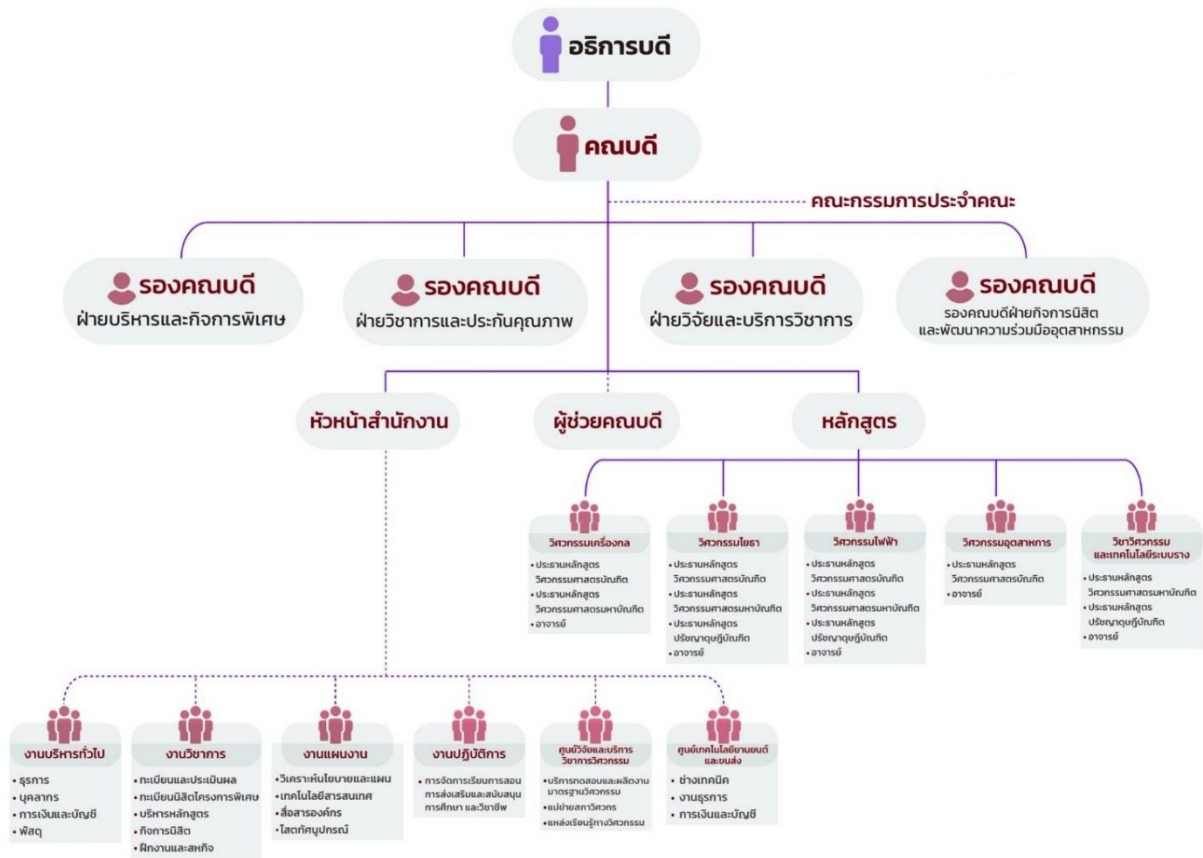 อธิการบดี
คณบดี
คณะกรรมการประจำคณะ
รองคณบดี
ฝ่ายบริหารและกิจการพิเศษ
รองคณบดี
ฝ่ายวิชาการและประกันคุณภาพ
รองคณบดี
ฝ่ายวิจัยและบริการวิชาการ
รองคณบดี
รองคณบดีฝ่ายกิจการนิสิต
และพัฒนาความร่วมมืออุตสาหกรรม
หัวหน้าสำนักงาน
ผู้ช่วยคณบดี
หลักสูตร
วิศวกรรมเครื่องกล
• ประธานหลักสูตร
วิศวกรรมศาสตรบัณฑิต
• ประธานหลักสูตร
วิศวกรรมศาสตรมหาบัณฑิต
• อาจารย์
วิศวกรรมโยธา
• ประธานหลักสูตร
วิศวกรรมศาสตรบัณฑิต
• ประธานหลักสูตร
วิศวกรรมศาสตรมหาบัณฑิต
• ประธานหลักสูตร
ปรัชญาดุษฎีบัณฑิต
• อาจารย์
วิศวกรรมไฟฟ้า
• ประธานหลักสูตร
วิศวกรรมศาสตรบัณฑิต
• ประธานหลักสูตร
วิศวกรรมศาสตรมหาบัณฑิต
• ประธานหลักสูตร
ปรัชญาดุษฎีบัณฑิต
• อาจารย์
วิศวกรรมอุตสาหการ
• ประธานหลักสูตร
วิศวกรรมศาสตรบัณฑิต
• อาจารย์
วิชาวิศวกรรม
และเทคโนโลยีระบบราง
• ประธานหลักสูตร
วิศวกรรมศาสตรมหาบัณฑิต
• ประธานหลักสูตร
ปรัชญาดุษฎีบัณฑิต
• อาจารย์
งานบริหารทั่วไป
• ธุรการ
• บุคลากร
• การเงินและบัญชี
• พัสดุ
งานวิชาการ
• ทะเบียนและประเมินผล
• ทะเบียนนิสิตโครงการพิเศษ
• บริหารหลักสูตร
• กิจการนิสิต
• ฝึกงานและสหกิจ
งานแผนงาน
• วิเคราะห์นโยบายและแผน
• เทคโนโลยีสารสนเทศ
• สื่อสารองค์กร
• โสตทัศนูปกรณ์
งานปฏิบัติการ
• การจัดการเรียนการสอน
การส่งเสริมและสนับสนุน
การศึกษา และวิชาชีพ
ศูนย์วิจัยและบริการ
วิชาการวิศวกรรม
• บริการทดสอบและผลิตงาน
มาตรฐานวิศวกรรม
• แม่ข่ายสภาวิศวกร
• แหล่งเรียนรู้ทางวิศวกรรม
ศูนย์เทคโนโลยียานยนต์
และขนส่ง
• ช่างเทคนิค
• งานธุรการ
• การเงินและบัญชี